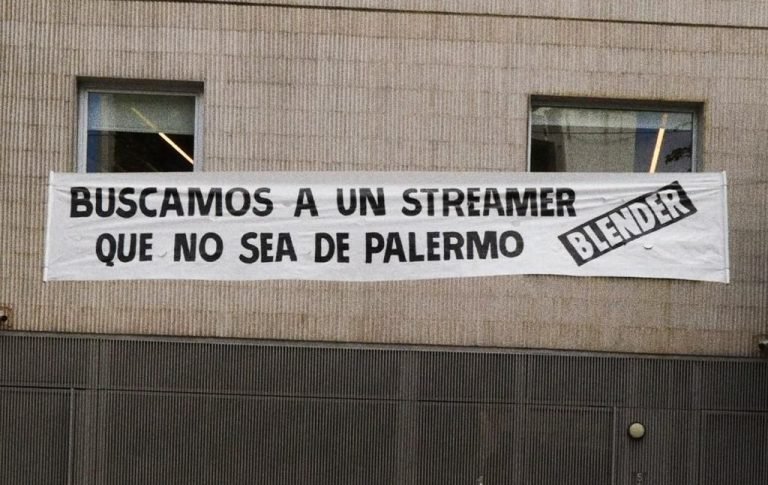 BUSCAMOS A UN STREAMER
QUE NO SEA DE PALERMO
BLENDER